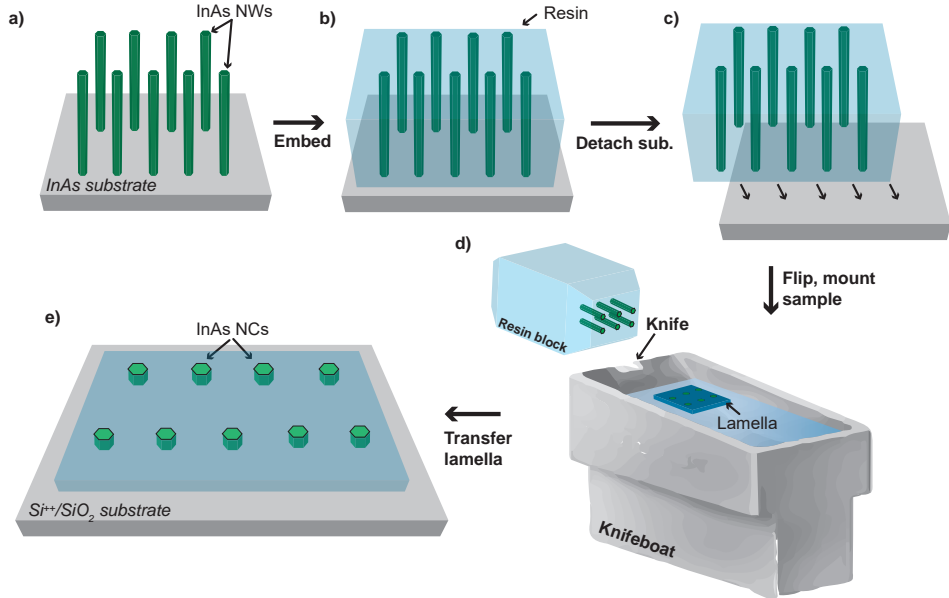 a)
InAs NWs
InAs substrate
Embed
b)
Resin
Detach sub.
c)
Flip, mount
sample
d)
Resin block
Knife
Lamella
Knifeboat
Transfer
lamella
e)
InAs NCs
Si⁺⁺/SiO₂ substrate